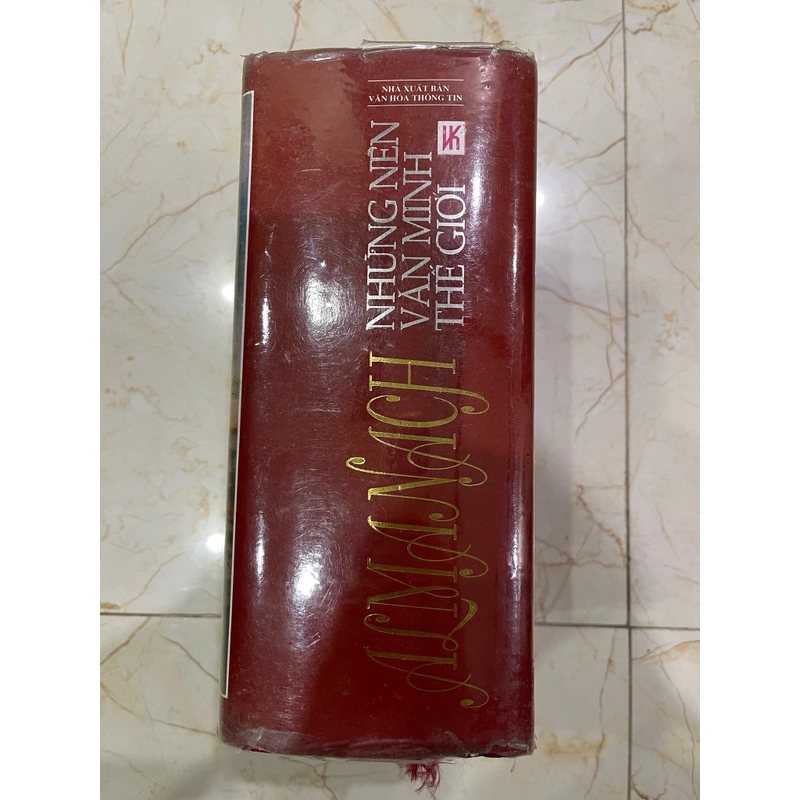 NHÀ XUẤT BẢN
VĂN HÓA THÔNG TIN
ALMANACH
NHỮNG NỀN
VĂN MINH
THẾ GIỚI